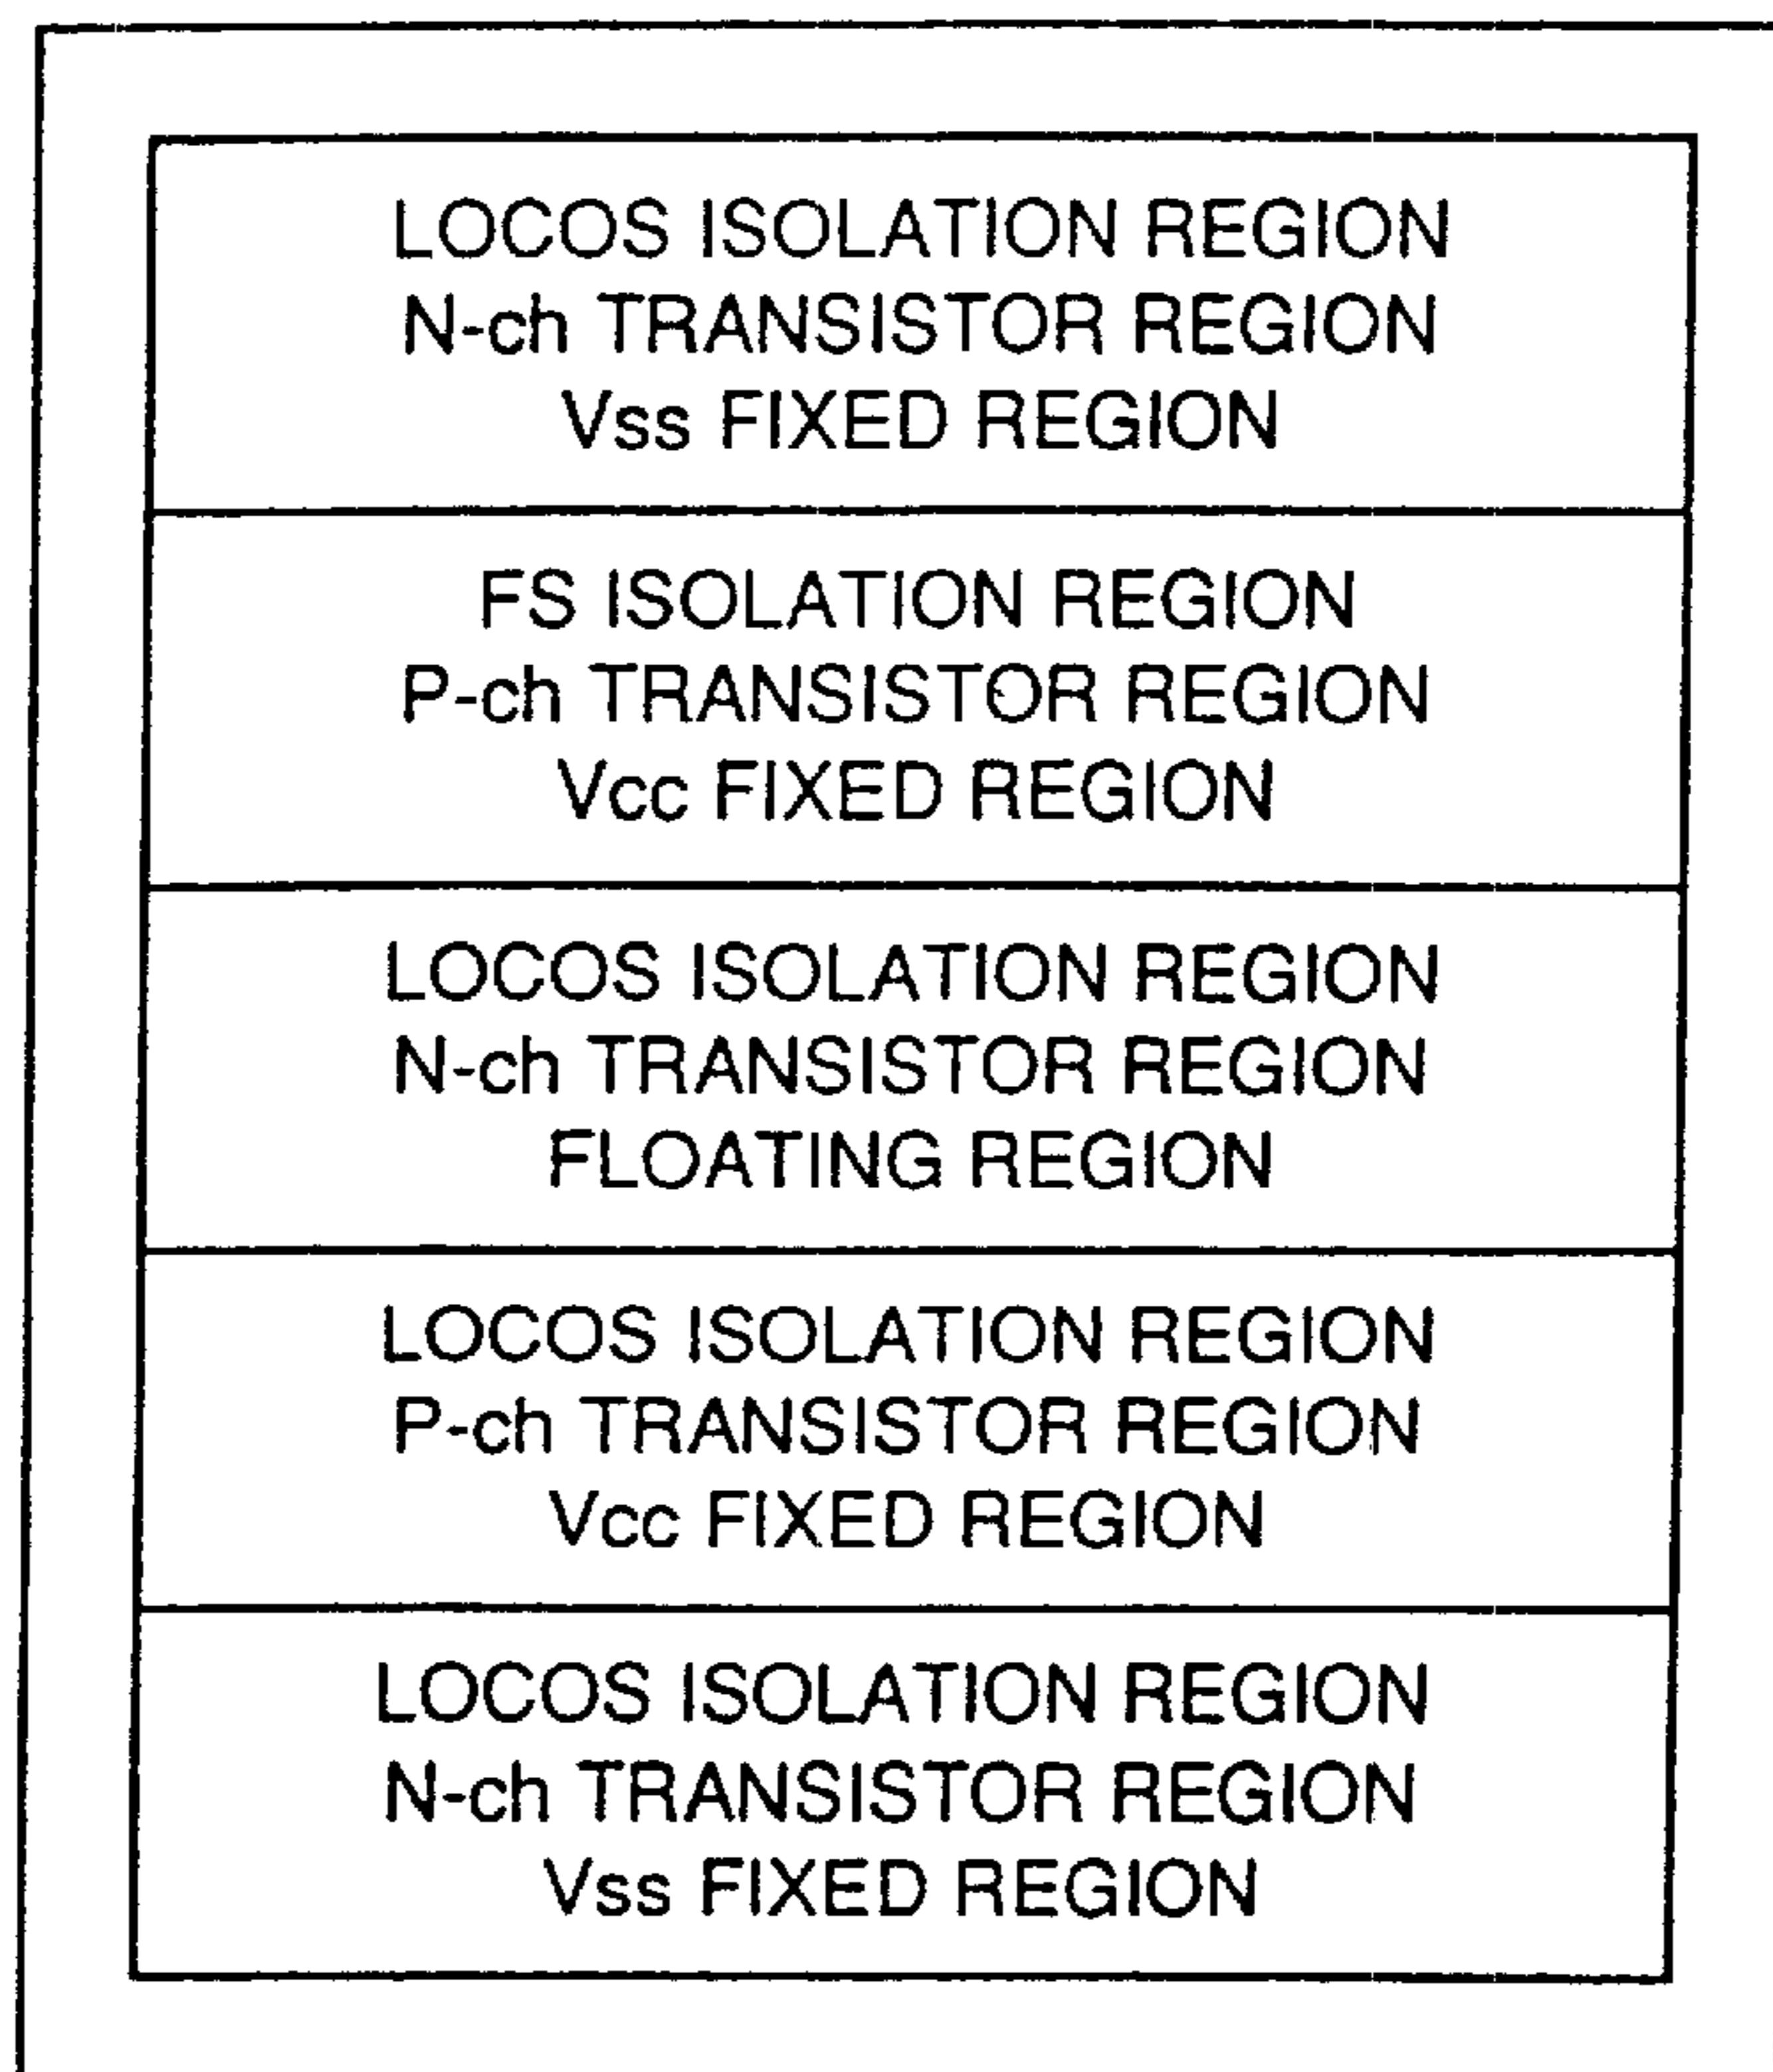 LOCOS ISOLATION REGION
N-ch TRANSISTOR REGION
Vss FIXED REGION
FS ISOLATION REGION
P-ch TRANSISTOR REGION
Vcc FIXED REGION
LOCOS ISOLATION REGION
N-ch TRANSISTOR REGION
FLOATING REGION
LOCOS ISOLATION REGION
P-ch TRANSISTOR REGION
Vcc FIXED REGION
LOCOS ISOLATION REGION
N-ch TRANSISTOR REGION
Vss FIXED REGION